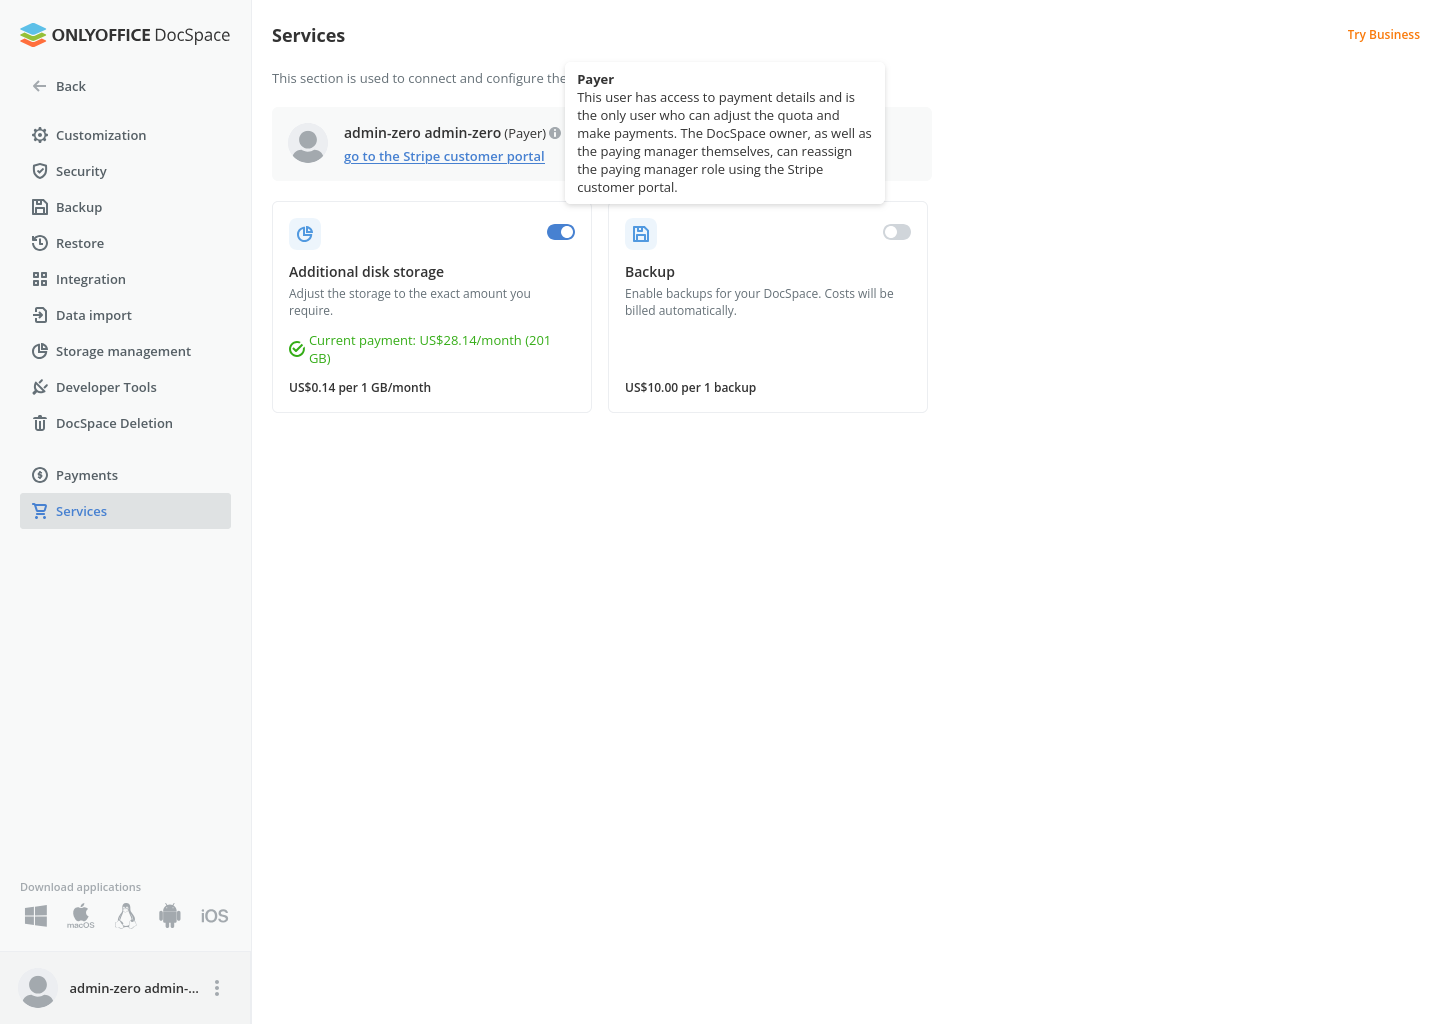 ONLYOFFICE DocSpace
Back
Customization
Security
Backup
Restore
Integration
Data import
Storage management
Developer Tools
DocSpace Deletion
Payments
Services
Download applications
macOS
iOS
admin-zero admin-...
Services
Try Business
This section is used to connect and configure the
admin-zero admin-zero (Payer)
go to the Stripe customer portal
Payer
This user has access to payment details and is
the only user who can adjust the quota and
make payments. The DocSpace owner, as well as
the paying manager themselves, can reassign
the paying manager role using the Stripe
customer portal.
Additional disk storage
Adjust the storage to the exact amount you
require.
Current payment: US$28.14/month (201
GB)
US$0.14 per 1 GB/month
Backup
Enable backups for your DocSpace. Costs will be
billed automatically.
US$10.00 per 1 backup